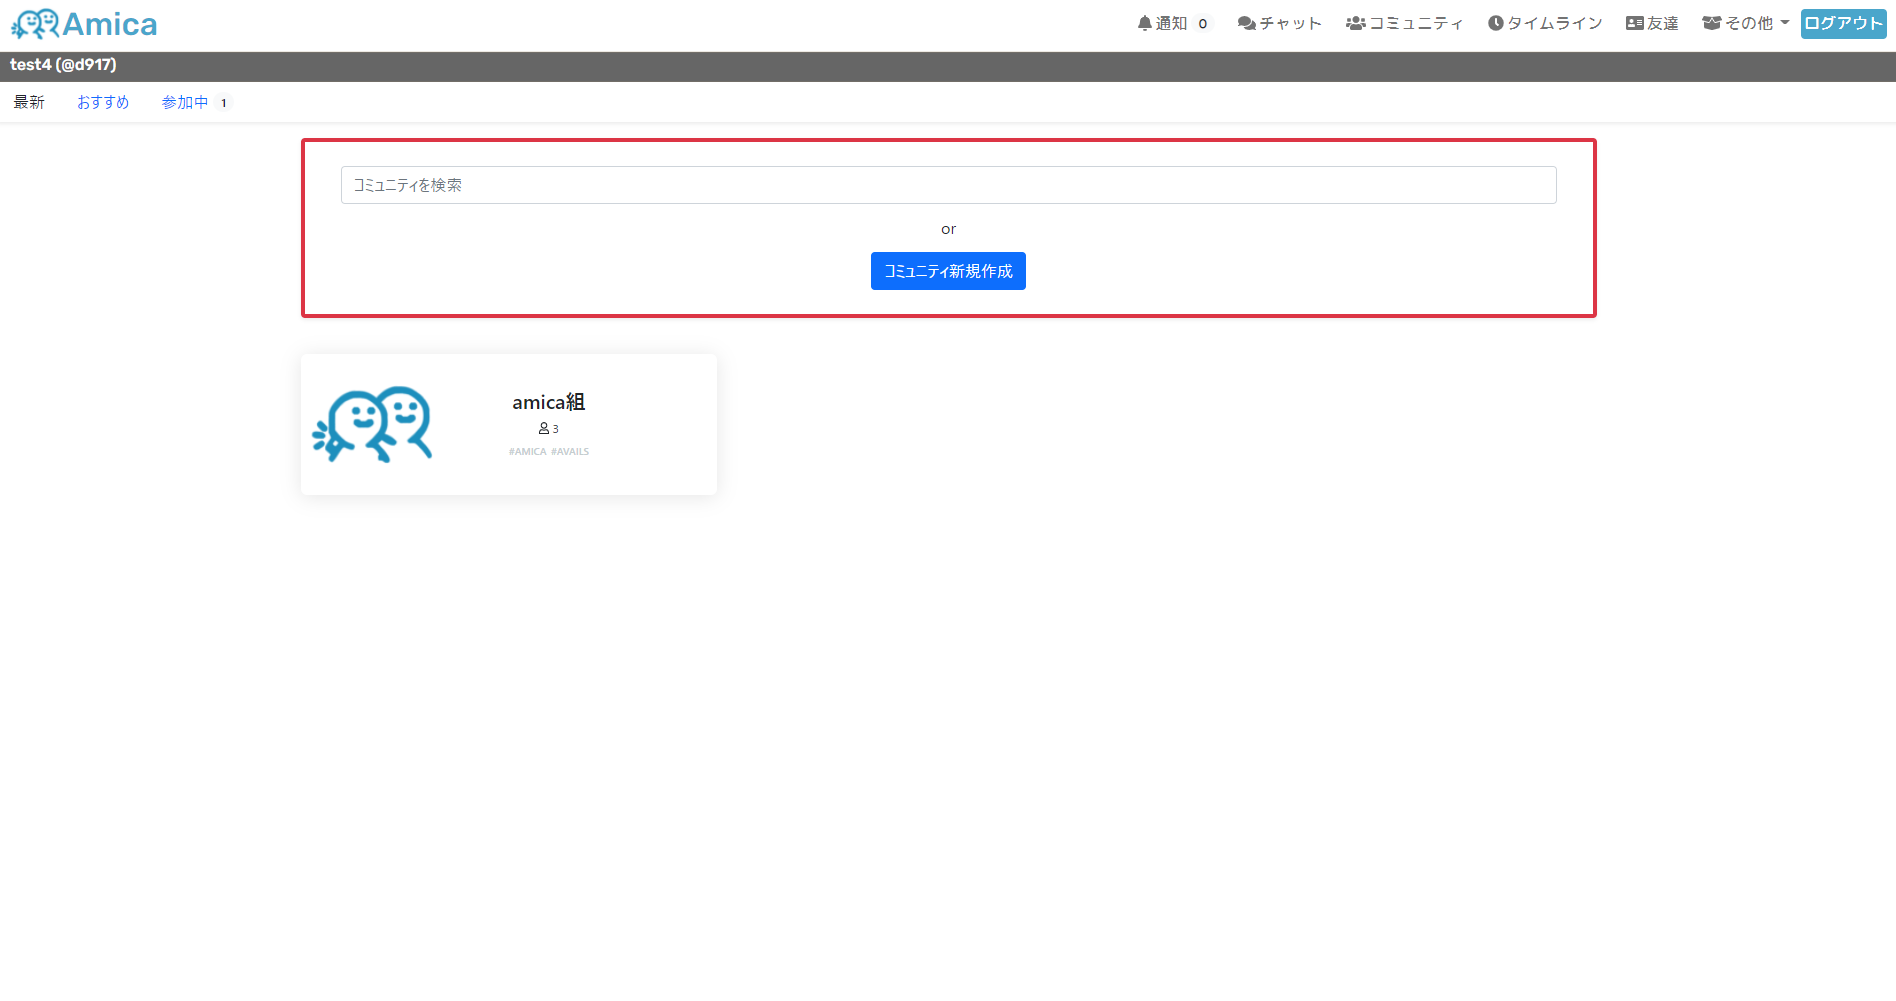 Amica 通知 0 チャット コミュニティ タイムライン 友達 その他 ログアウト
test4 (@d917)
最新 おすすめ 参加中 1
コミュニティを検索
or
コミュニティ新規作成
amica組
3
#AMICA #AVAILS